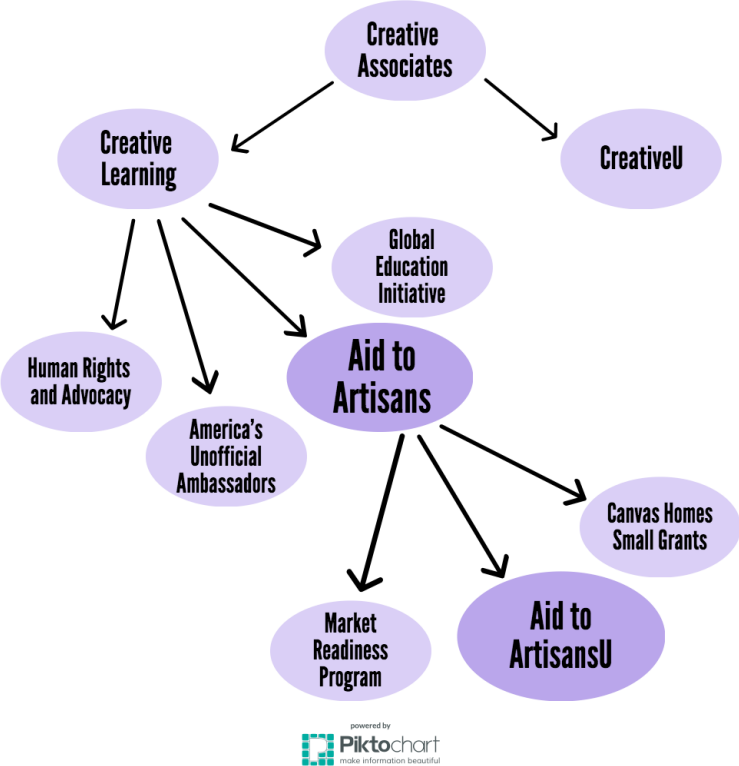 Creative
Associates
Creative
Learning
CreativeU
Global
Education
Initiative
Human Rights
and Advocacy
Aid to
Artisans
America's
Unofficial
Ambassadors
Canvas Homes
Small Grants
Market
Readiness
Program
Aid to
ArtisansU
powered by
Piktochart
make information beautiful